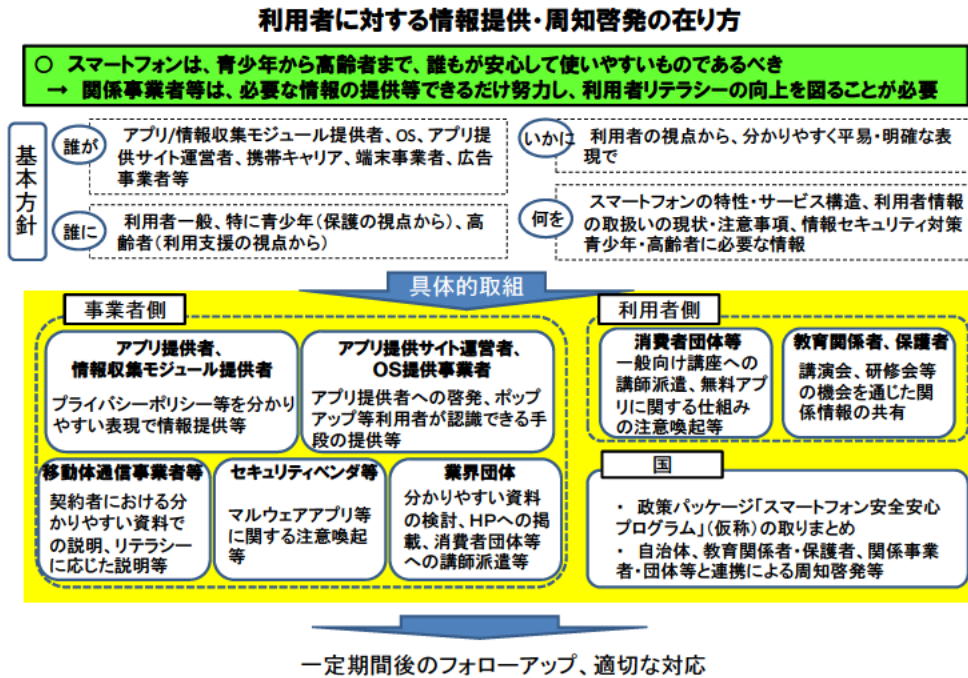 利用者に対する情報提供・周知啓発の在り方
○ スマートフォンは、青少年から高齢者まで、誰もが安心して使いやすいものであるべき
→ 関係事業者等は、必要な情報の提供等できるだけ努力し、利用者リテラシーの向上を図ることが必要
基本方針
誰が
アプリ/情報収集モジュール提供者、OS、アプリ提
供サイト運営者、携帯キャリア、端末事業者、広告
事業者等
いかに
利用者の視点から、分かりやすく平易・明確な表
現で
誰に
利用者一般、特に青少年(保護の視点から)、高
齢者(利用支援の視点から)
何を
スマートフォンの特性・サービス構造、利用者情報
の取扱いの現状・注意事項、情報セキュリティ対策
青少年・高齢者に必要な情報
具体的取組
事業者側
アプリ提供者、
情報収集モジュール提供者
プライバシーポリシー等を分かり
やすい表現で情報提供等
アプリ提供サイト運営者、
OS提供事業者
アプリ提供者への啓発、ポップ
アップ等利用者が認識できる手
段の提供等
移動体通信事業者等
契約者における分
かりやすい資料で
の説明、リテラシー
に応じた説明等
セキュリティベンダ等
マルウェアアプリ等
に関する注意喚起
等
業界団体
分かりやすい資料
の検討、HPへの掲
載、消費者団体等
への講師派遣等
利用者側
消費者団体等
一般向け講座への
講師派遣、無料アプ
リに関する仕組み
の注意喚起等
教育関係者、保護者
講演会、研修会等
の機会を通じた関
係情報の共有
国
・ 政策パッケージ「スマートフォン安全安心
プログラム」(仮称)の取りまとめ
・ 自治体、教育関係者・保護者、関係事業
者・団体等と連携による周知啓発等
一定期間後のフォローアップ、適切な対応